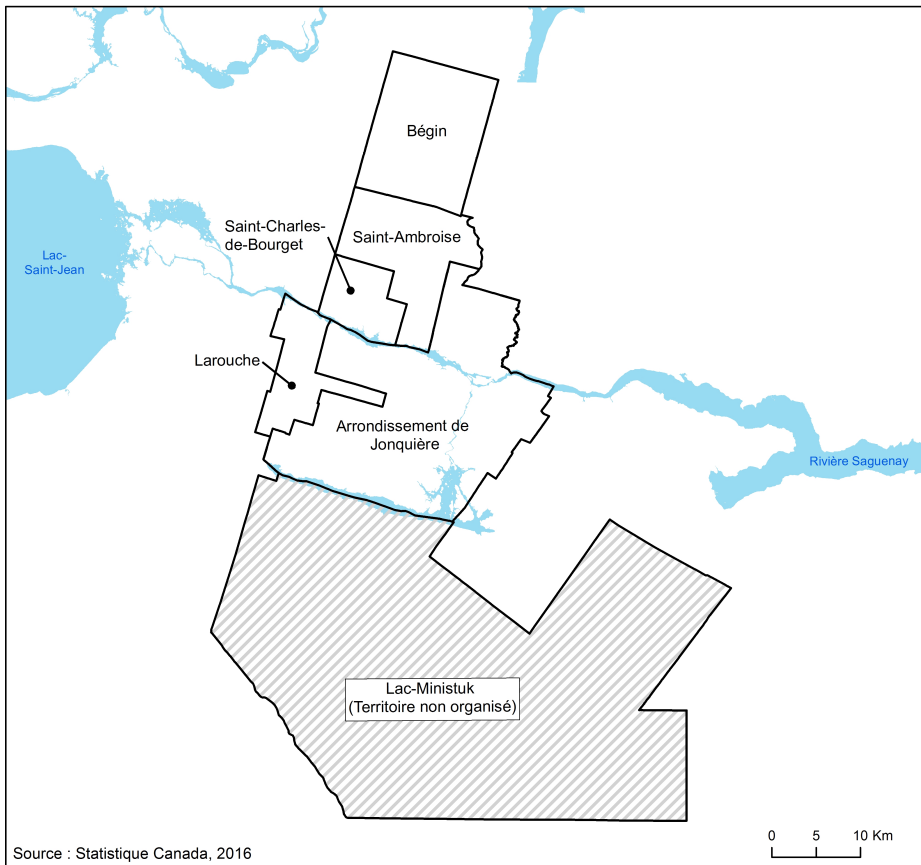 Bégin
Saint-Charles-
de-Bourget
Saint-Ambroise
Lac-
Saint-Jean
Larouche
Arrondissement de
Jonquière
Rivière Saguenay
Lac-Ministuk
(Territoire non organisé)
0 5 10 Km
Source : Statistique Canada, 2016